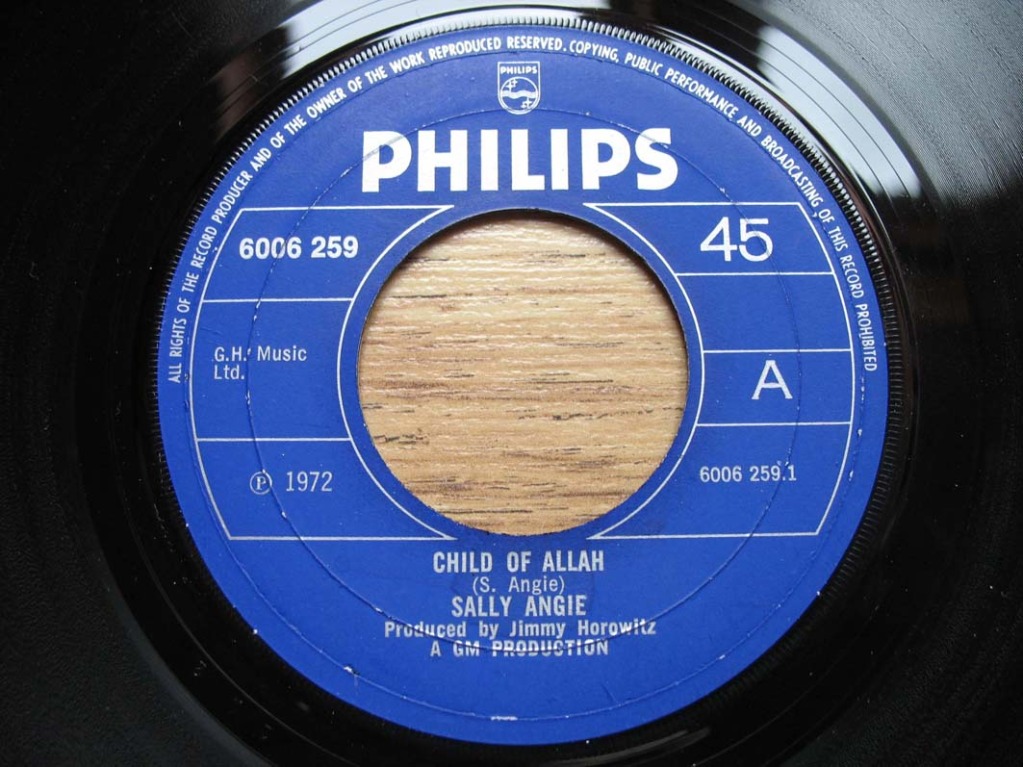 ALL RIGHTS OF THE RECORD PRODUCER AND OF THE OWNER OF THE WORK REPRODUCED RESERVED. COPYING, PUBLIC PERFORMANCE AND BROADCASTING OF THIS RECORD PROHIBITED
PHILIPS
PHILIPS
6006 259
45
G.H. Music
Ltd.
A
℗ 1972
6006 259.1
CHILD OF ALLAH
(S. Angie)
SALLY ANGIE
Produced by Jimmy Horowitz
A GM PRODUCTION